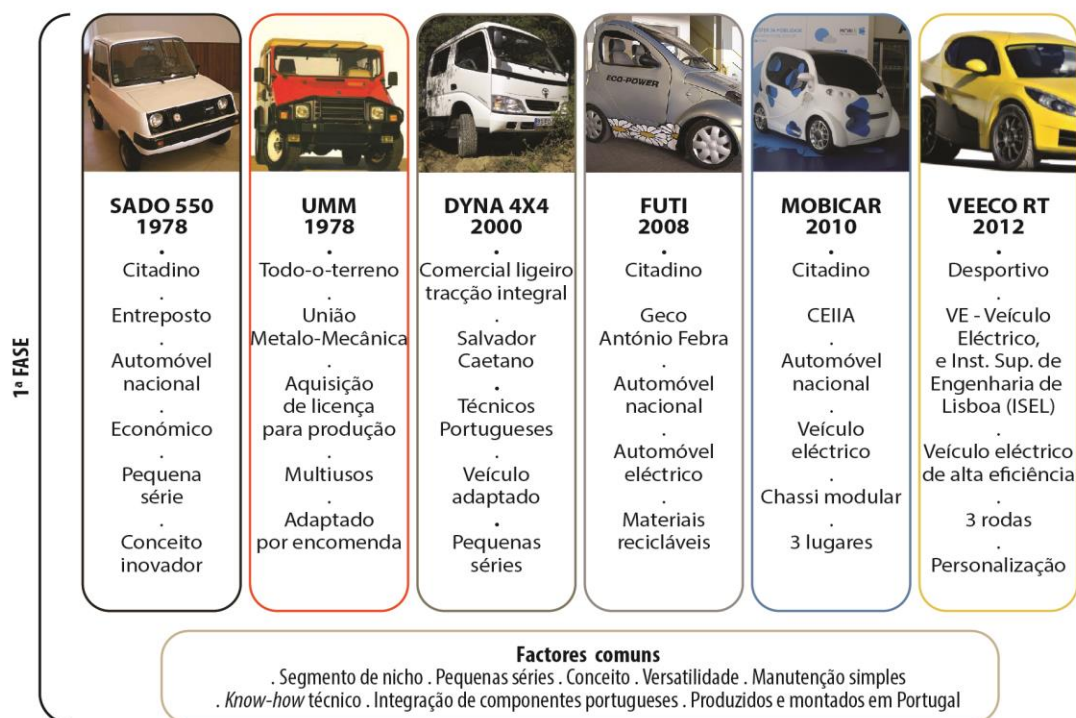 1ª FASE
ECO-POWER
SADO 550
1978
.
Citadino
.
Entreposto
.
Automóvel
nacional
.
Económico
.
Pequena
série
.
Conceito
inovador
UMM
1978
.
Todo-o-terreno
.
União
Metalo-Mecânica
.
Aquisição
de licença
para produção
.
Multiusos
.
Adaptado
por encomenda
DYNA 4X4
2000
.
Comercial ligeiro
tracção integral
.
Salvador
Caetano
.
Técnicos
Portugueses
.
Veículo
adaptado
.
Pequenas
séries
FUTI
2008
.
Citadino
.
Geco
António Febra
.
Automóvel
nacional
.
Automóvel
eléctrico
.
Materiais
recicláveis
MOBICAR
2010
.
Citadino
.
CEIIA
.
Automóvel
nacional
.
Veículo
eléctrico
.
Chassi modular
.
3 lugares
VEECO RT
2012
.
Desportivo
.
VE - Veículo
Eléctrico,
e Inst. Sup. de
Engenharia de
Lisboa (ISEL)
.
Veículo eléctrico
de alta eficiência
.
3 rodas
.
Personalização
Factores comuns
. Segmento de nicho . Pequenas séries . Conceito . Versatilidade . Manutenção simples
. Know-how técnico . Integração de componentes portugueses . Produzidos e montados em Portugal